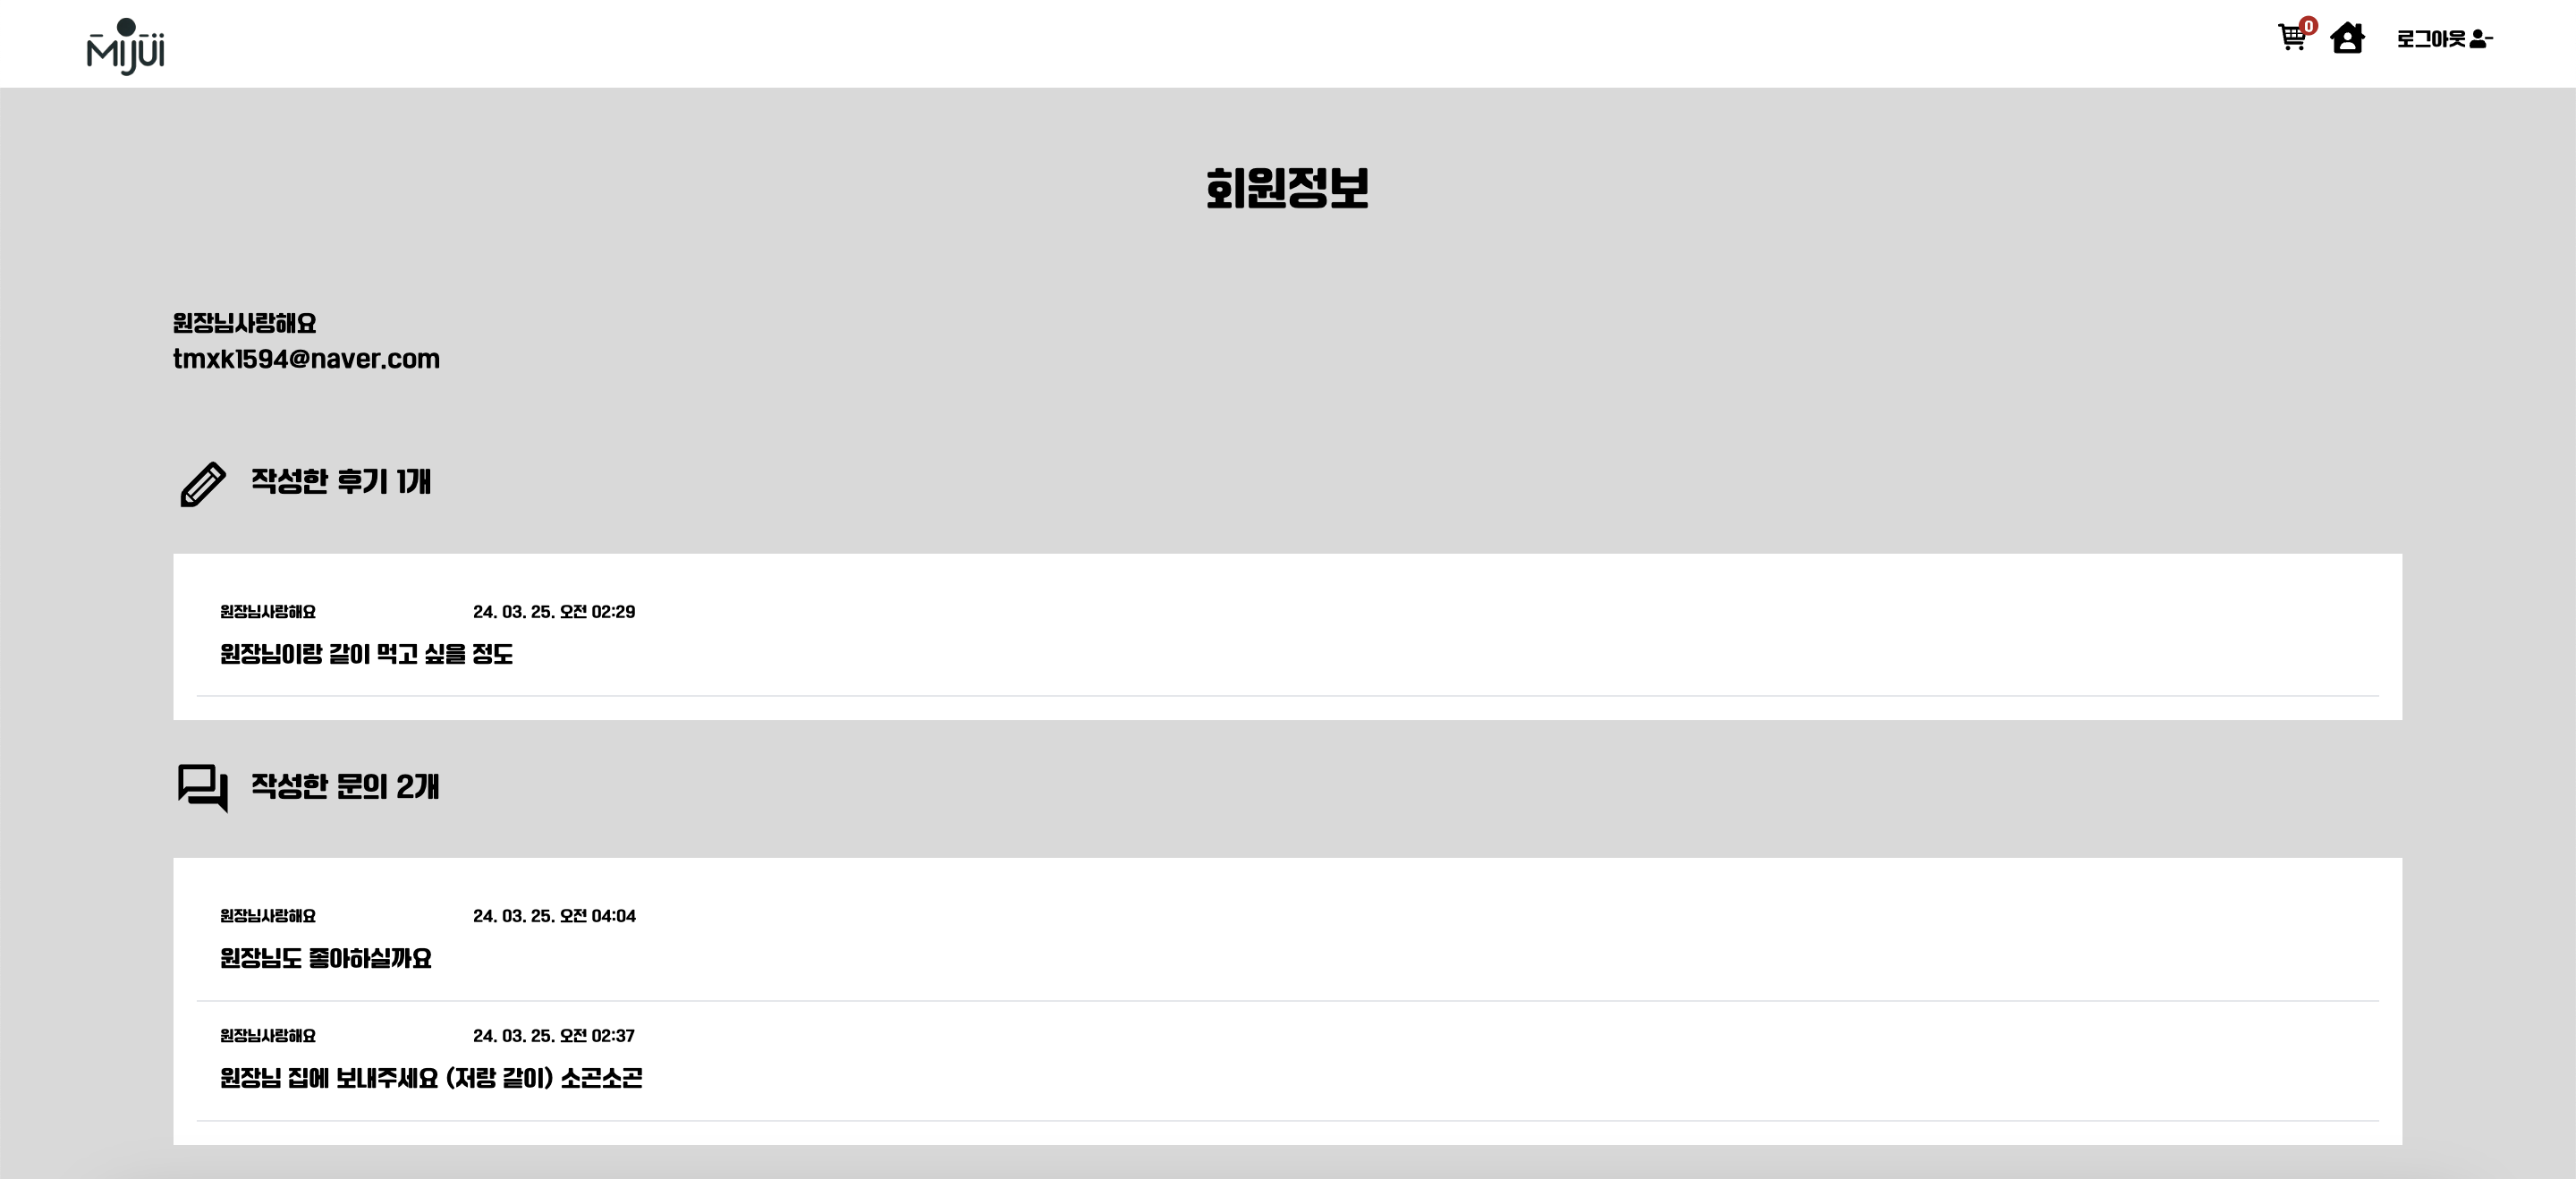 MIJUI
0
로그아웃
회원정보
원장님사랑해요
tmxk1594@naver.com
작성한 후기 1개
원장님사랑해요 24. 03. 25. 오전 02:29
원장님이랑 같이 먹고 싶을 정도
작성한 문의 2개
원장님사랑해요 24. 03. 25. 오전 04:04
원장님도 좋아하실까요
원장님사랑해요 24. 03. 25. 오전 02:37
원장님 집에 보내주세요 (저랑 같이) 소곤소곤